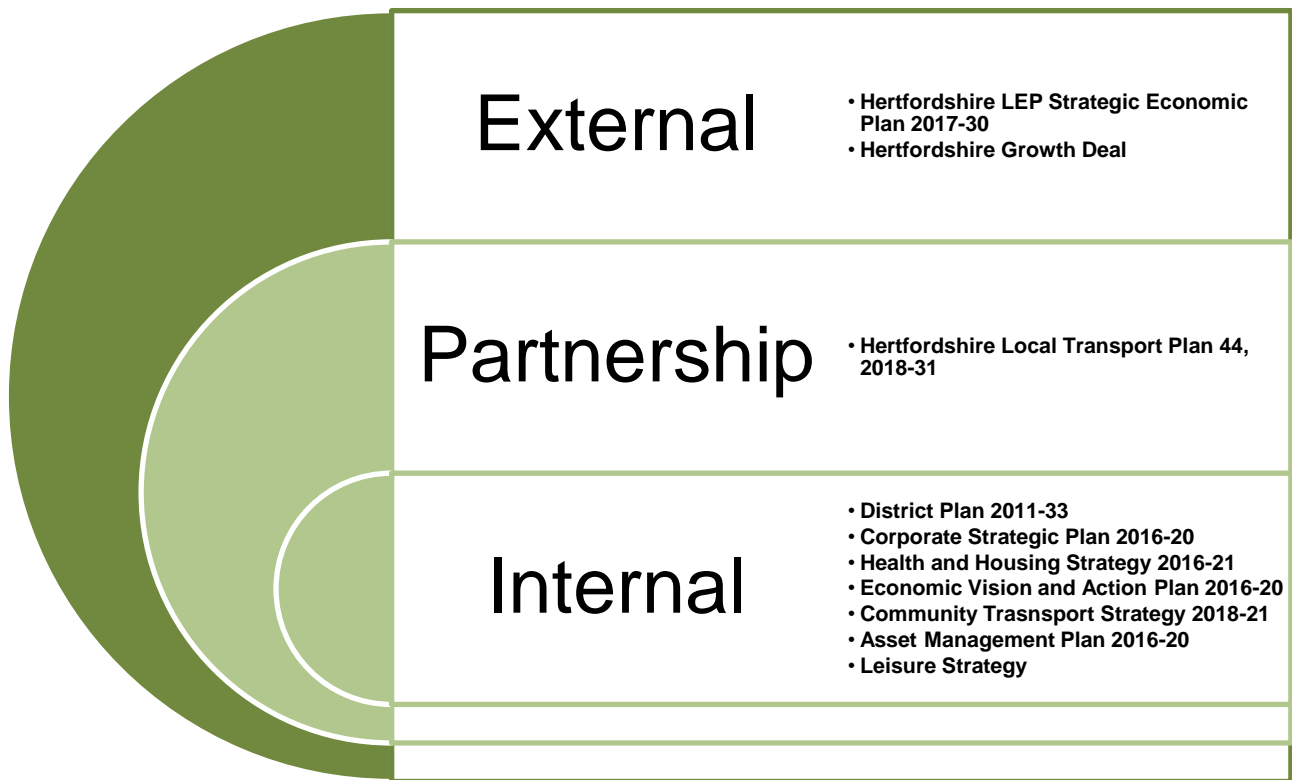 External
• Hertfordshire LEP Strategic Economic
Plan 2017-30
• Hertfordshire Growth Deal
Partnership
• Hertfordshire Local Transport Plan 44,
2018-31
Internal
• District Plan 2011-33
• Corporate Strategic Plan 2016-20
• Health and Housing Strategy 2016-21
• Economic Vision and Action Plan 2016-20
• Community Trasnsport Strategy 2018-21
• Asset Management Plan 2016-20
• Leisure Strategy